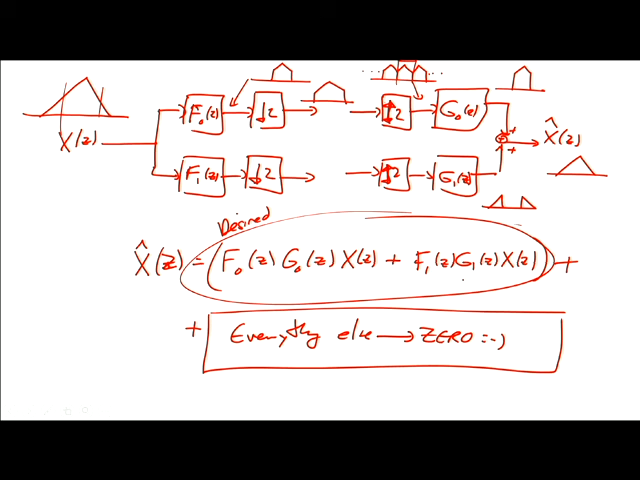 F₀(z) ↓2 ↑2 G₀(z)
X(z) X̂(z)
F₁(z) ↓2 ↑2 G₁(z)
Desired
X̂(z) = (F₀(z) G₀(z) X(z) + F₁(z)G₁(z)X(z)) +
+ Everything else → ZERO :-)